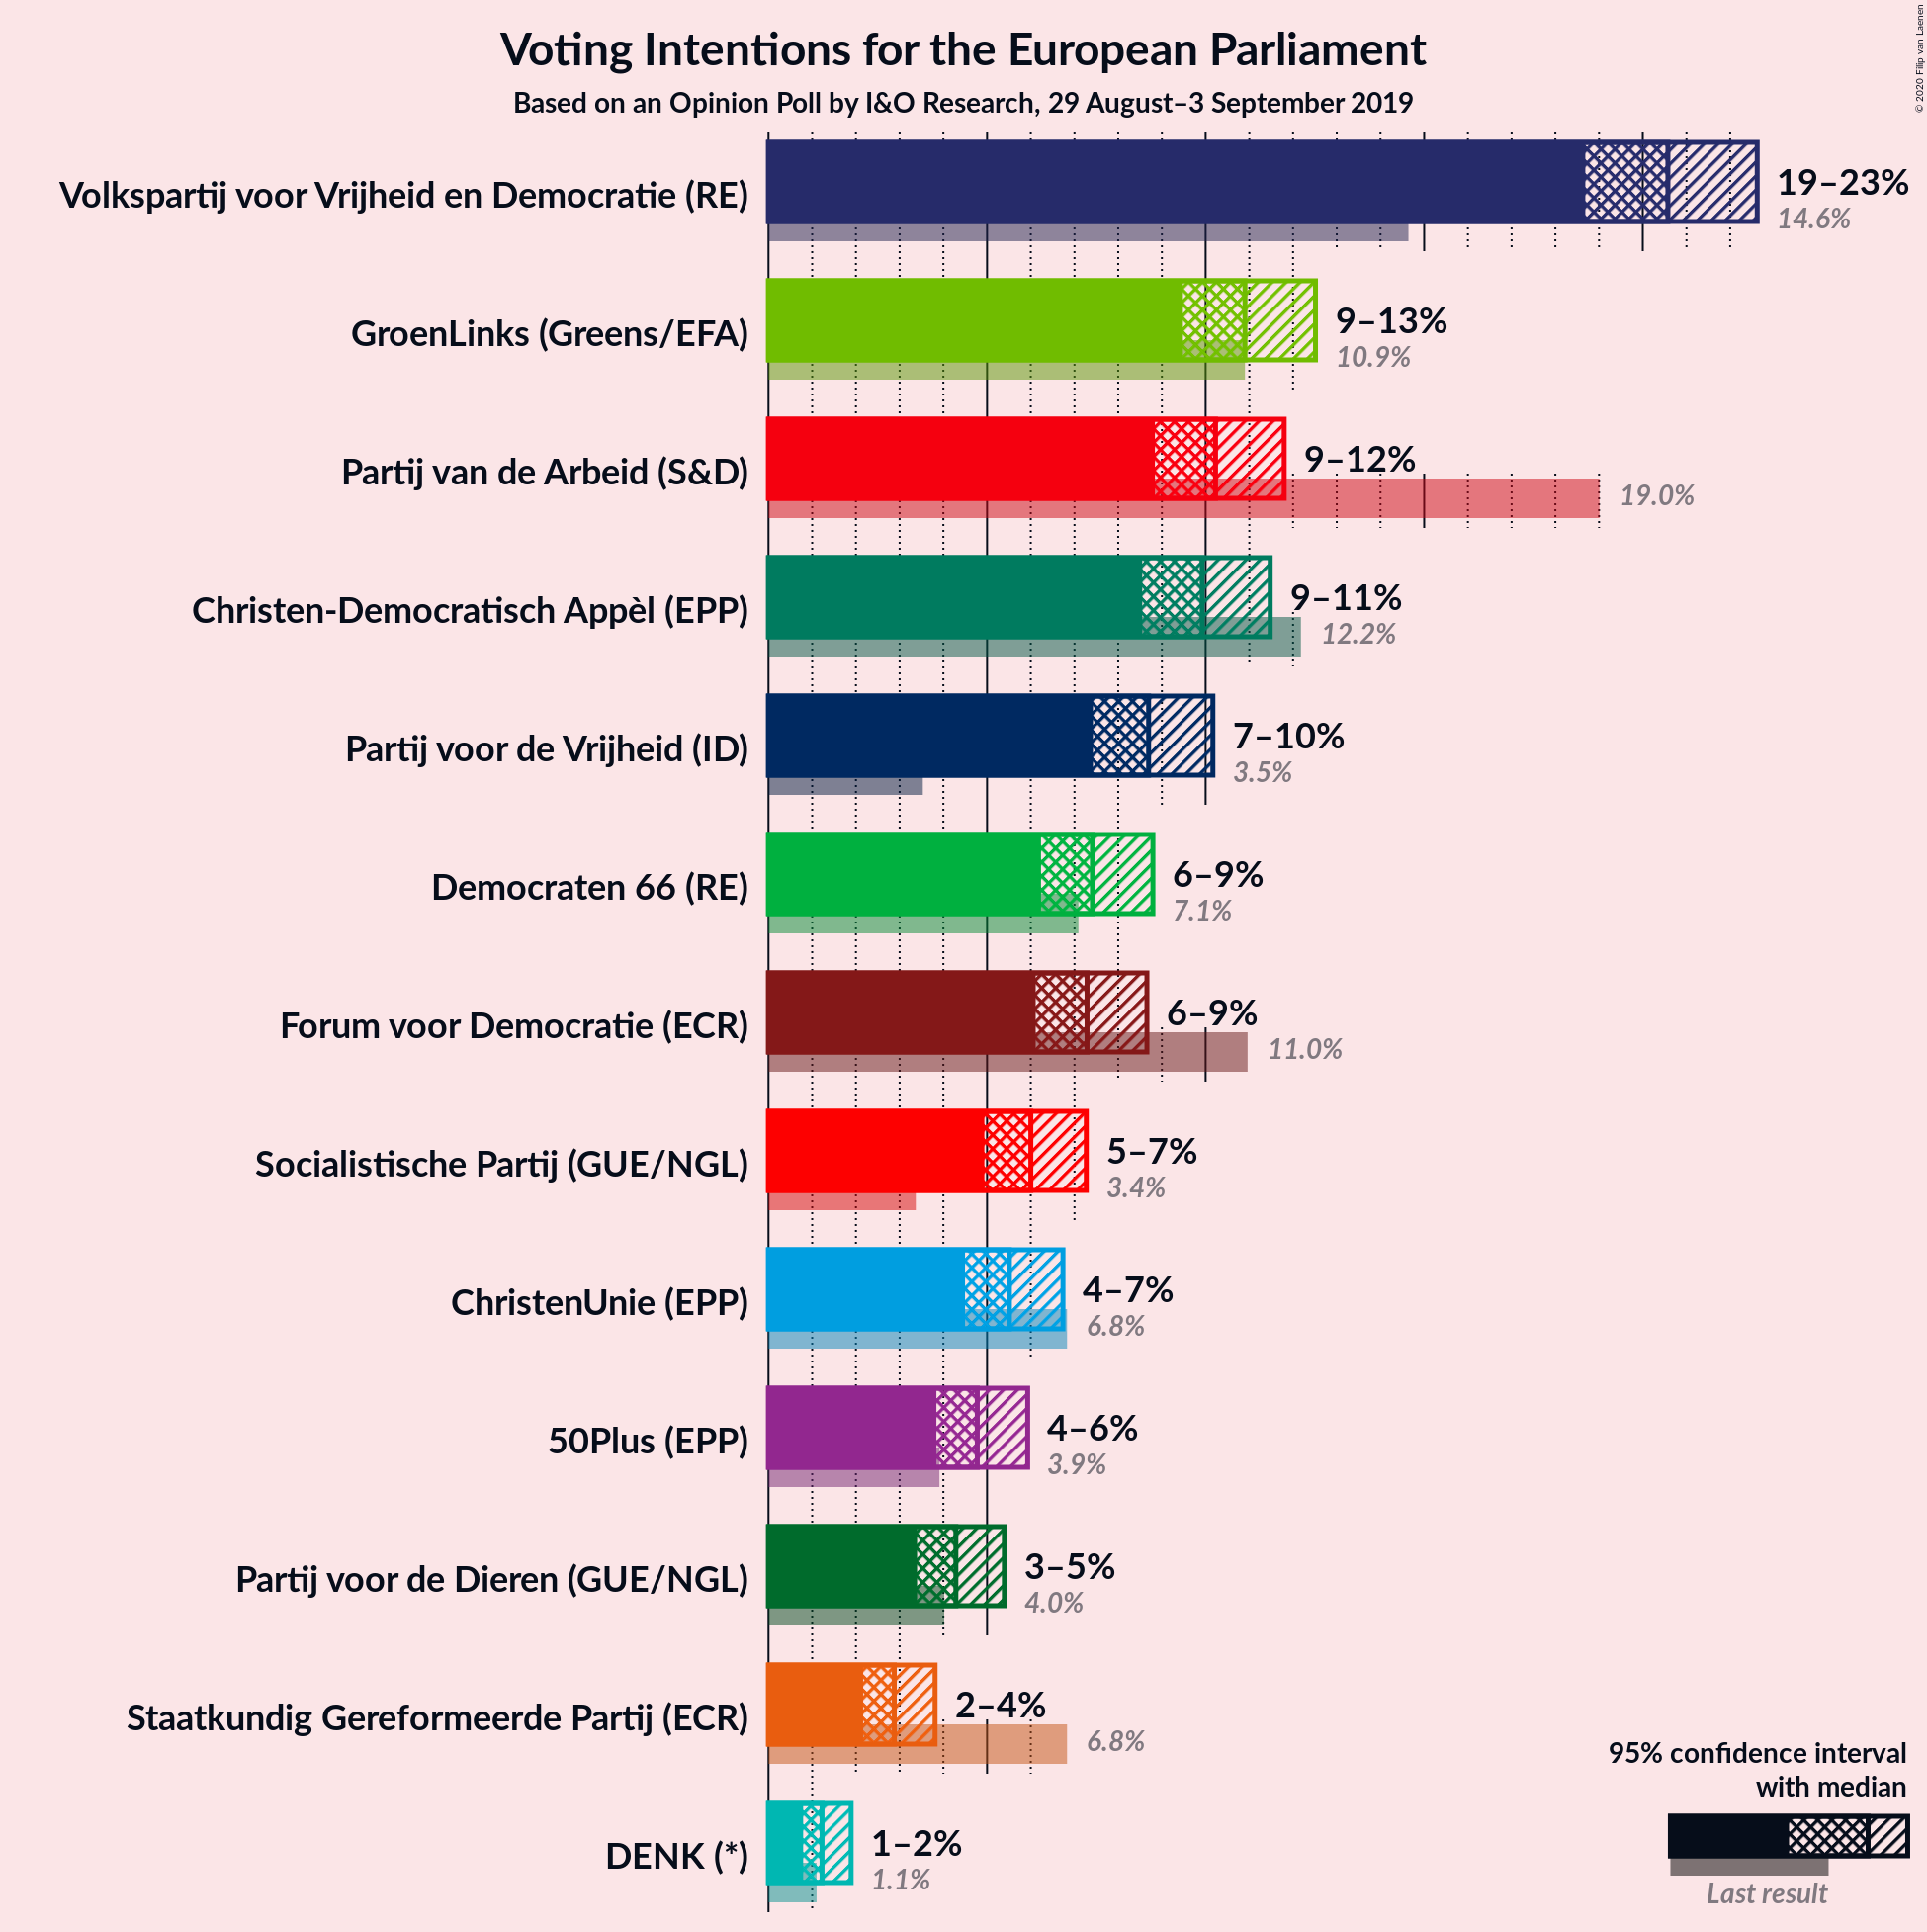 Voting Intentions for the European Parliament
Based on an Opinion Poll by I&O Research, 29 August–3 September 2019
© 2020 Filip van Laenen
Volkspartij voor Vrijheid en Democratie (RE)
19–23%
14.6%
GroenLinks (Greens/EFA)
9–13%
10.9%
Partij van de Arbeid (S&D)
9–12%
19.0%
Christen-Democratisch Appèl (EPP)
9–11%
12.2%
Partij voor de Vrijheid (ID)
7–10%
3.5%
Democraten 66 (RE)
6–9%
7.1%
Forum voor Democratie (ECR)
6–9%
11.0%
Socialistische Partij (GUE/NGL)
5–7%
3.4%
ChristenUnie (EPP)
4–7%
6.8%
50Plus (EPP)
4–6%
3.9%
Partij voor de Dieren (GUE/NGL)
3–5%
4.0%
Staatkundig Gereformeerde Partij (ECR)
2–4%
6.8%
DENK (*)
1–2%
1.1%
95% confidence interval
with median
Last result